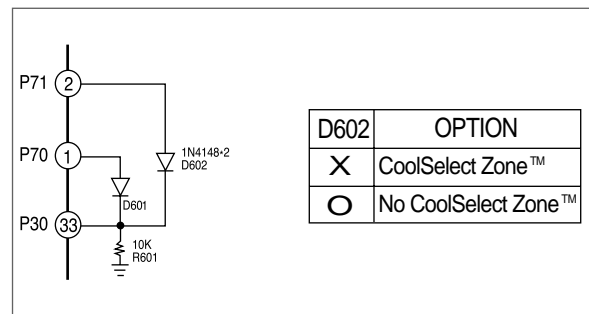 P71 2
P70 1
P30 33
1N4148*2
D602
D601
10K
R601
D602 OPTION
X CoolSelect Zone™
O No CoolSelect Zone™